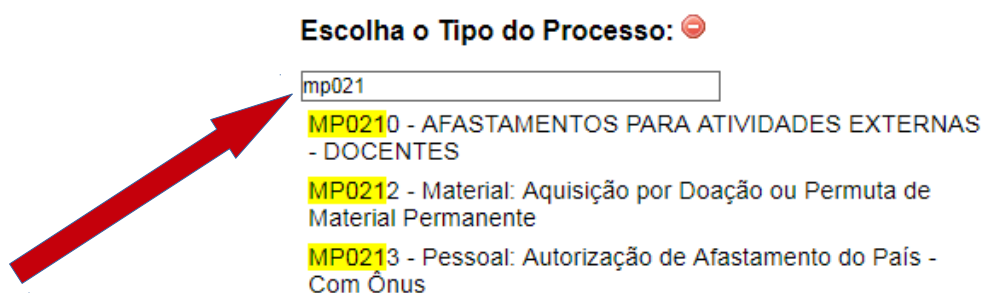 Escolha o Tipo do Processo:
mp021
MP0210 - AFASTAMENTOS PARA ATIVIDADES EXTERNAS
- DOCENTES
MP0212 - Material: Aquisição por Doação ou Permuta de
Material Permanente
MP0213 - Pessoal: Autorização de Afastamento do País -
Com Ônus